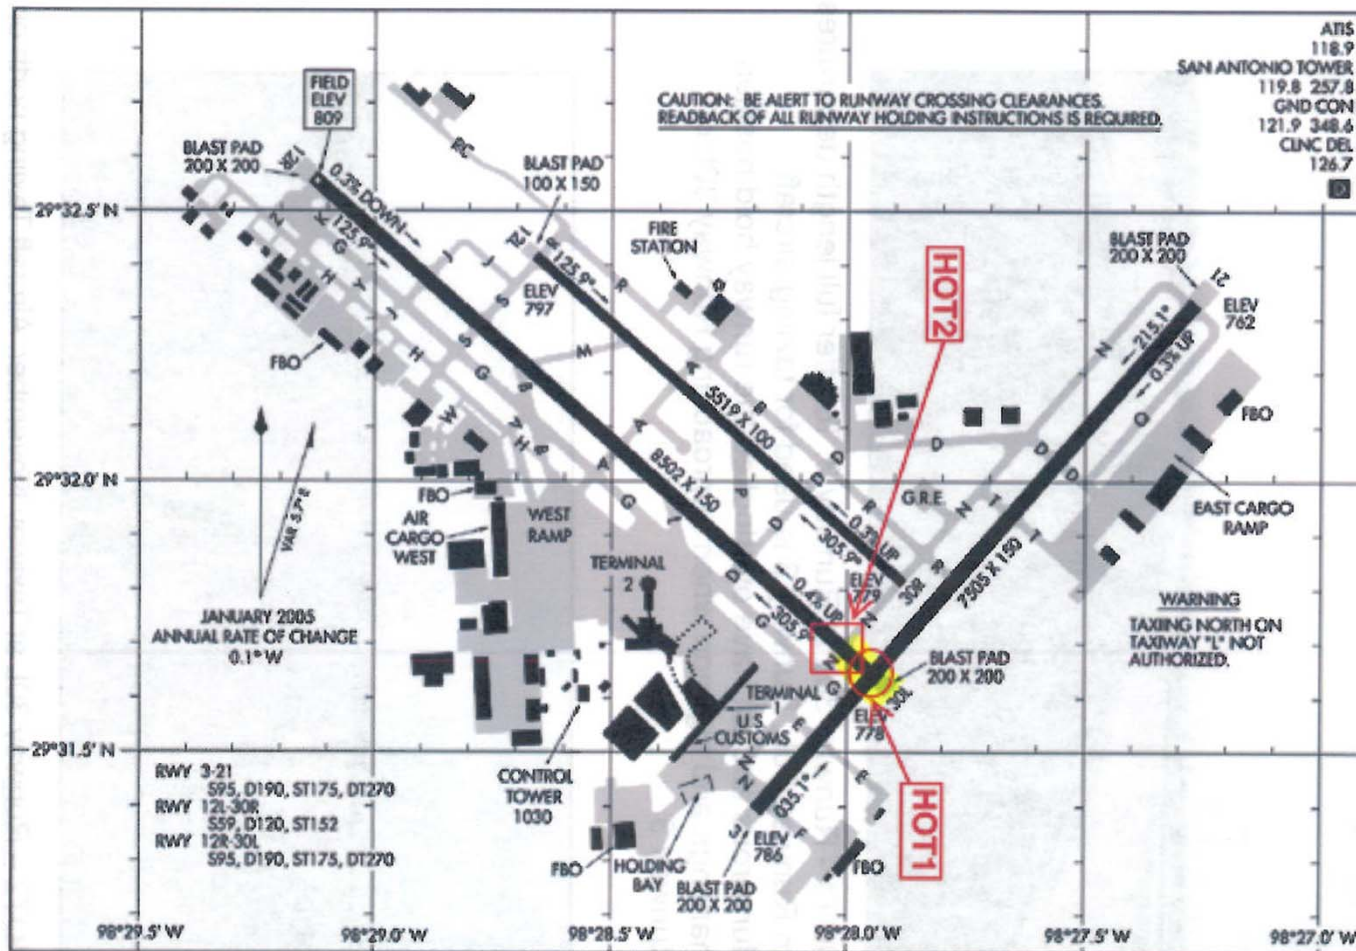 ATIS
118.9
SAN ANTONIO TOWER
119.8 257.8
GND CON
121.9 348.6
CLNC DEL
126.7
D
CAUTION: BE ALERT TO RUNWAY CROSSING CLEARANCES.
READBACK OF ALL RUNWAY HOLDING INSTRUCTIONS IS REQUIRED.
FIELD
ELEV
809
BLAST PAD
200 X 200
12R
0.3% DOWN
125.9°
BLAST PAD
100 X 150
12L
125.9°
ELEV
797
FIRE
STATION
HOT2
BLAST PAD
200 X 200
21
ELEV
762
215.1°
0.3% UP
29°32.5' N
FBO
5519 X 100
8502 X 150
FBO
29°32.0' N
FBO
AIR
CARGO
WEST
WEST
RAMP
G.R.E.
EAST CARGO
RAMP
VAR 5.7° E
TERMINAL
2
0.3% UP
305.9°
ELEV
779
30R
7505 X 150
0.4% UP
305.9°
JANUARY 2005
ANNUAL RATE OF CHANGE
0.1° W
WARNING
TAXIING NORTH ON
TAXIWAY "L" NOT
AUTHORIZED.
BLAST PAD
200 X 200
30L
ELEV
778
TERMINAL
1
U.S
CUSTOMS
29°31.5' N
RWY 3-21
S95, D190, ST175, DT270
RWY 12L-30R
S59, D120, ST152
RWY 12R-30L
S95, D190, ST175, DT270
CONTROL
TOWER
1030
HOT1
035.1°
3
ELEV
786
FBO
HOLDING
BAY
BLAST PAD
200 X 200
FBO
98°29.5' W
98°29.0' W
98°28.5' W
98°28.0' W
98°27.5' W
98°27.0' W